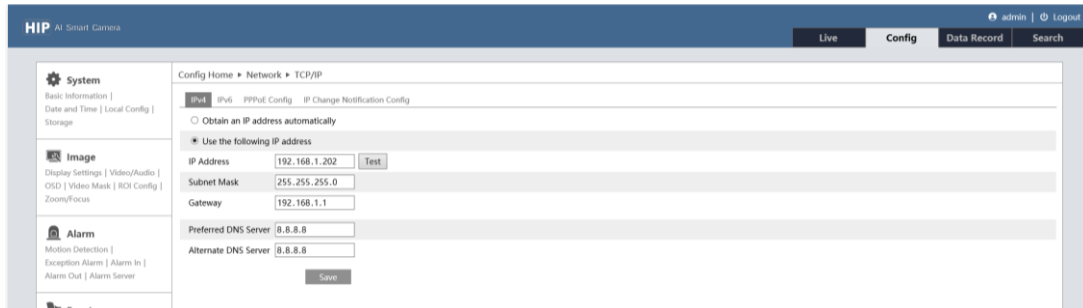 HIP AI Smart Camera
admin | Logout
Live Config Data Record Search
System
Basic Information |
Date and Time | Local Config |
Storage
Image
Display Settings | Video/Audio |
OSD | Video Mask | ROI Config |
Zoom/Focus
Alarm
Motion Detection |
Exception Alarm | Alarm In |
Alarm Out | Alarm Server
Config Home ▸ Network ▸ TCP/IP
IPv4 IPv6 PPPoE Config IP Change Notification Config
Obtain an IP address automatically
Use the following IP address
IP Address 192.168.1.202 Test
Subnet Mask 255.255.255.0
Gateway 192.168.1.1
Preferred DNS Server 8.8.8.8
Alternate DNS Server 8.8.8.8
Save